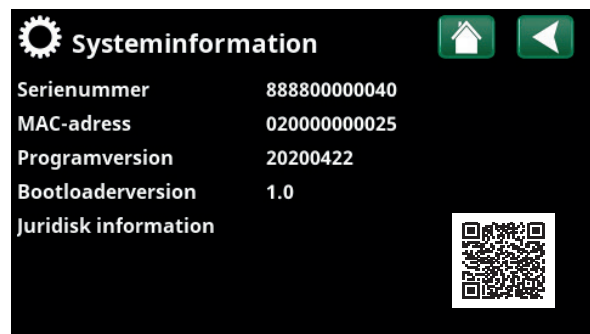 Systeminformation
Serienummer 888800000040
MAC-adress 020000000025
Programversion 20200422
Bootloaderversion 1.0
Juridisk information